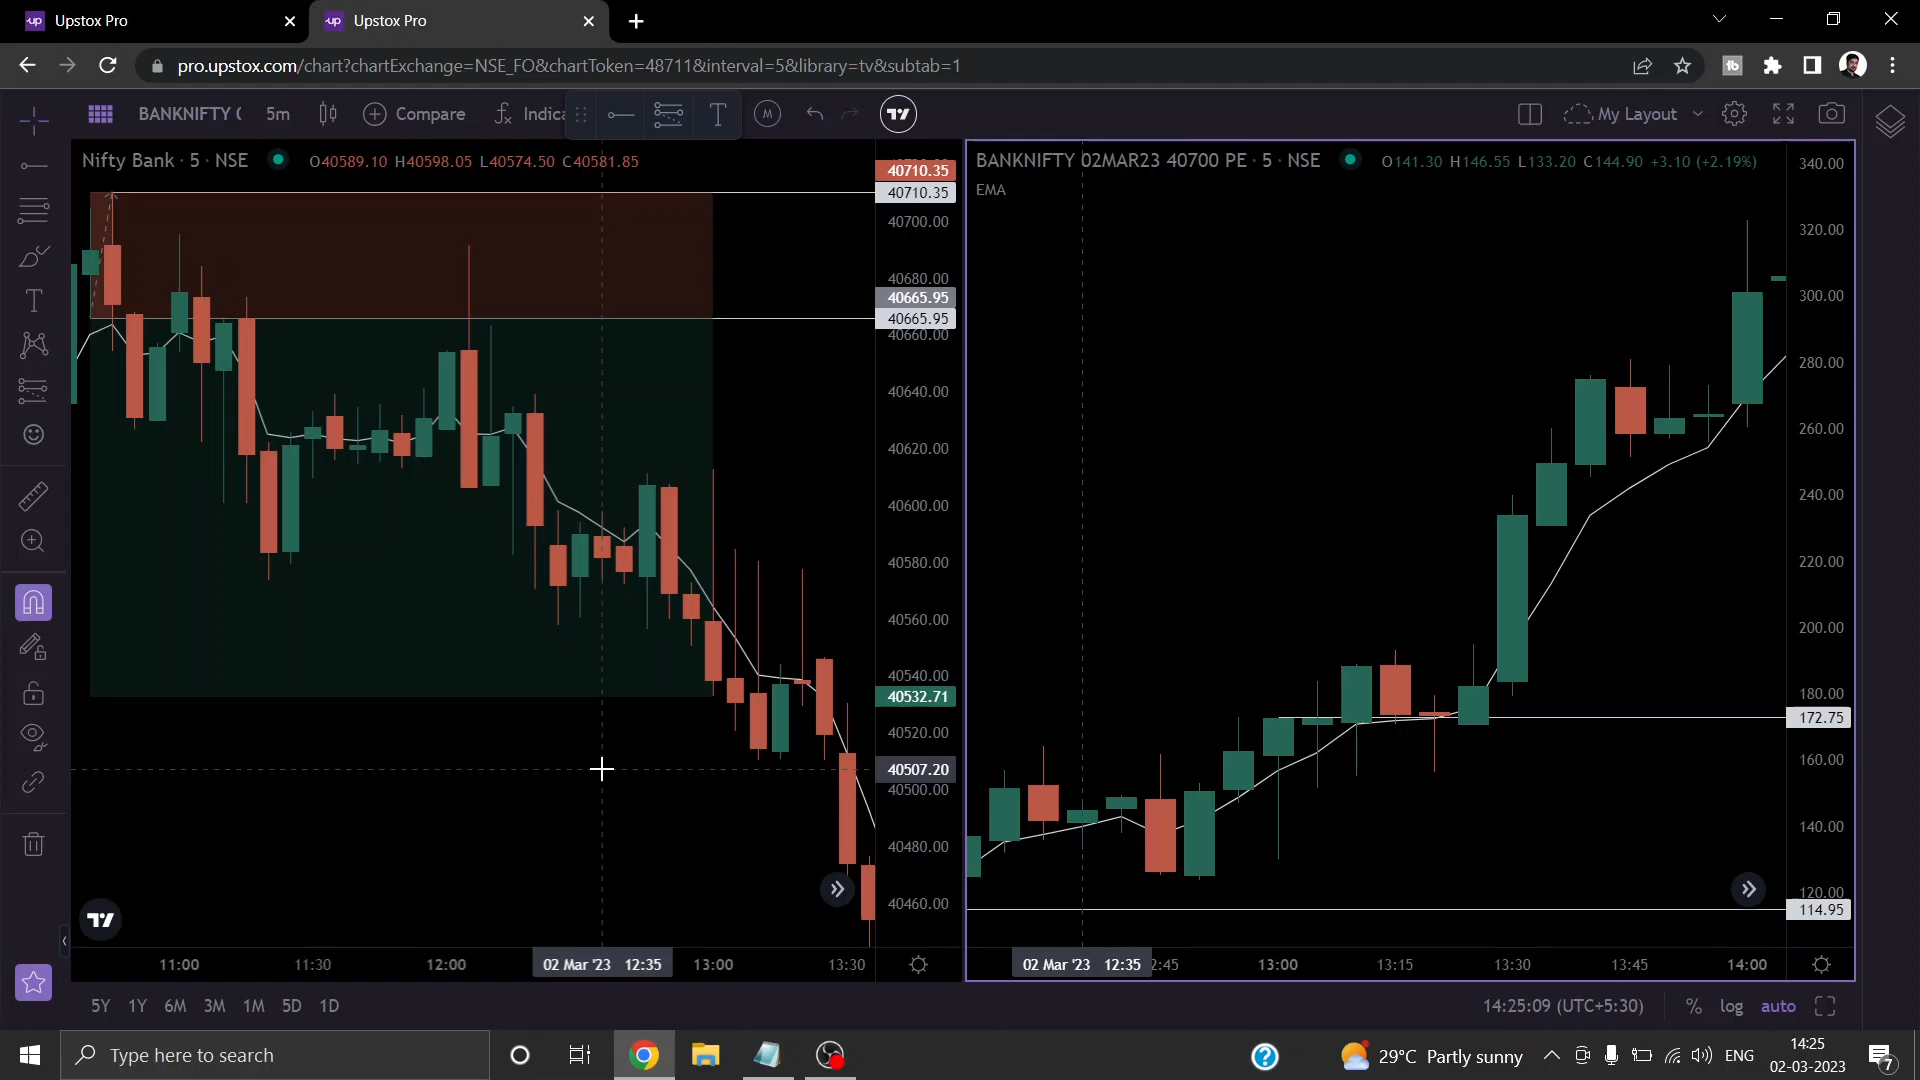 up Upstox Pro
up Upstox Pro
pro.upstox.com/chart?chartExchange=NSE_FO&chartToken=48711&interval=5&library=tv&subtab=1
BANKNIFTY (
5m
Compare
Indica
T
M
My Layout
Nifty Bank · 5 · NSE
O40589.10 H40598.05 L40574.50 C40581.85
BANKNIFTY 02MAR23 40700 PE · 5 · NSE
O141.30 H146.55 L133.20 C144.90 +3.10 (+2.19%)
EMA
40710.35
40710.35
40700.00
40680.00
40665.95
40665.95
40660.00
40640.00
40620.00
40600.00
40580.00
40560.00
40540.00
40532.71
40520.00
40507.20
40500.00
40480.00
40460.00
11:00
11:30
12:00
02 Mar '23 12:35
13:00
13:30
340.00
320.00
300.00
280.00
260.00
240.00
220.00
200.00
180.00
172.75
160.00
140.00
120.00
114.95
02 Mar '23 12:35
2:45
13:00
13:15
13:30
13:45
14:00
5Y 1Y 6M 3M 1M 5D 1D
14:25:09 (UTC+5:30)
% log auto
Type here to search
29°C Partly sunny
ENG
14:25
02-03-2023
7